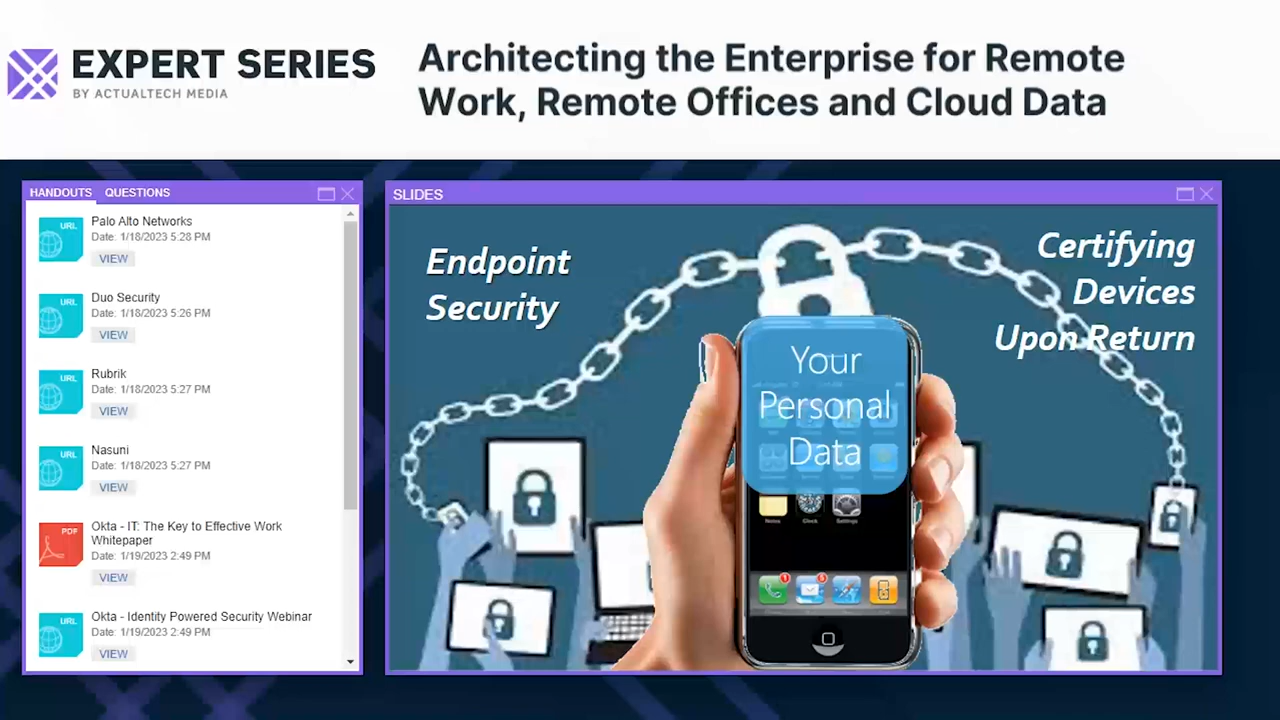 EXPERT SERIES
BY ACTUALTECH MEDIA
Architecting the Enterprise for Remote
Work, Remote Offices and Cloud Data
HANDOUTS QUESTIONS
URL
Palo Alto Networks
Date: 1/18/2023 5:28 PM
VIEW
URL
Duo Security
Date: 1/18/2023 5:26 PM
VIEW
URL
Rubrik
Date: 1/18/2023 5:27 PM
VIEW
URL
Nasuni
Date: 1/18/2023 5:27 PM
VIEW
PDF
Okta - IT: The Key to Effective Work
Whitepaper
Date: 1/19/2023 2:49 PM
VIEW
URL
Okta - Identity Powered Security Webinar
Date: 1/19/2023 2:49 PM
VIEW
SLIDES
Endpoint
Security
Certifying
Devices
Upon Return
Your
Personal
Data
Notes Clock Settings